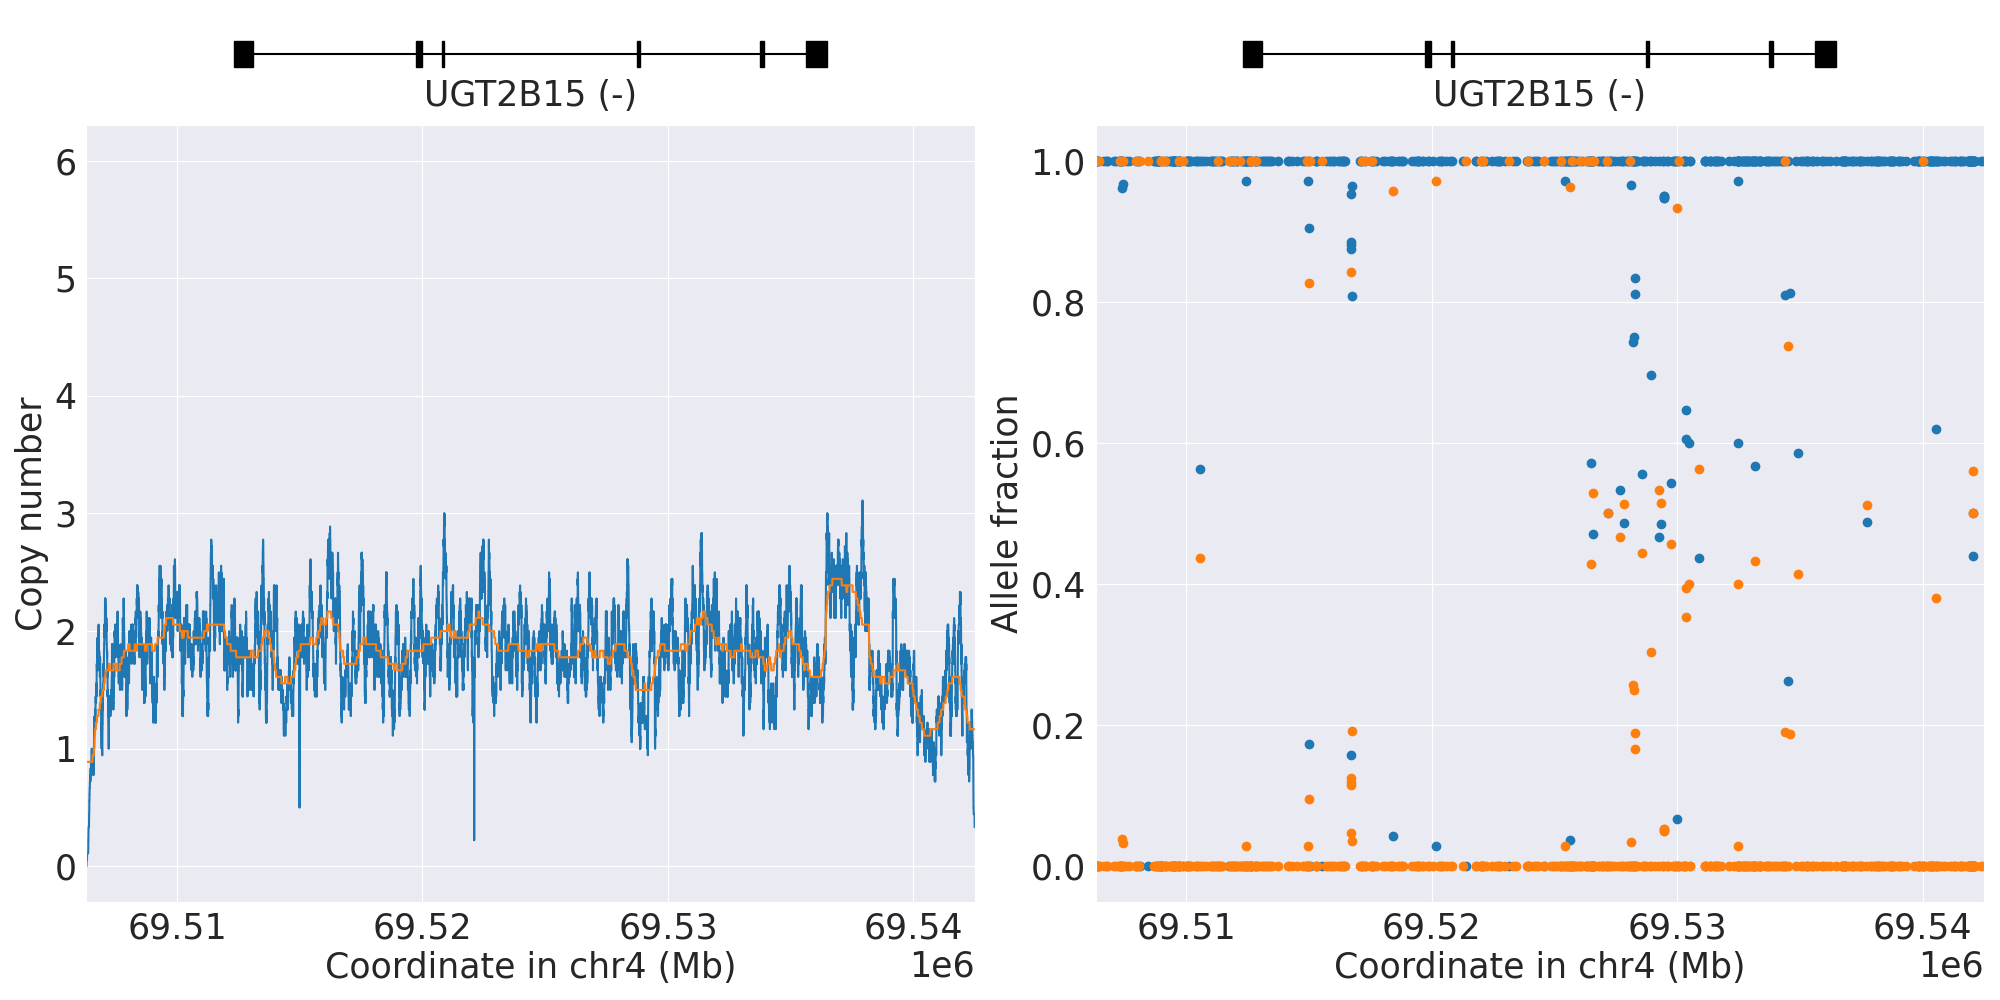 UGT2B15 (-)
6
5
4
3
2
1
0
Copy number
69.51
69.52
69.53
69.54
Coordinate in chr4 (Mb)
1e6
UGT2B15 (-)
1.0
0.8
0.6
0.4
0.2
0.0
Allele fraction
69.51
69.52
69.53
69.54
Coordinate in chr4 (Mb)
1e6